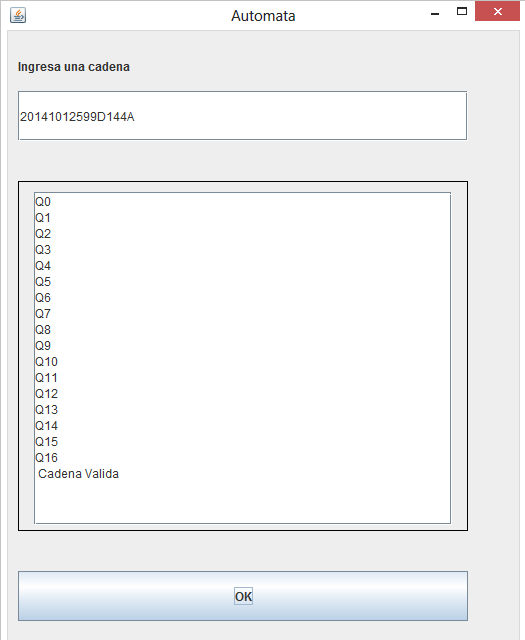 Automata
Ingresa una cadena
20141012599D144A
Q0
Q1
Q2
Q3
Q4
Q5
Q6
Q7
Q8
Q9
Q10
Q11
Q12
Q13
Q14
Q15
Q16
Cadena Valida
OK